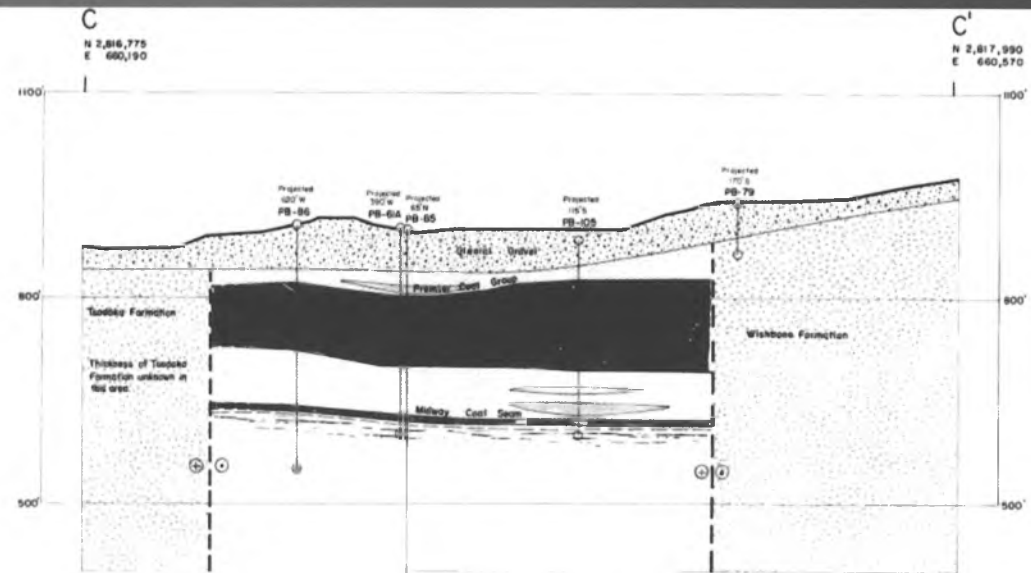 C
N 2,816,775
E 660,190
C'
N 2,817,990
E 660,570
1100'
1100'
Projected
620' W
PB-86
Projected
390' W
PB-61A
Projected
65' N
PB-85
Projected
115' S
PB-105
Projected
170' S
PB-79
Glacial Gravel
Premier Coal Group
800'
800'
Tsadaka Formation
Wishbone Formation
Thickness of Tsadaka
Formation unknown in
this area.
Midway Coal Seam
500'
500'